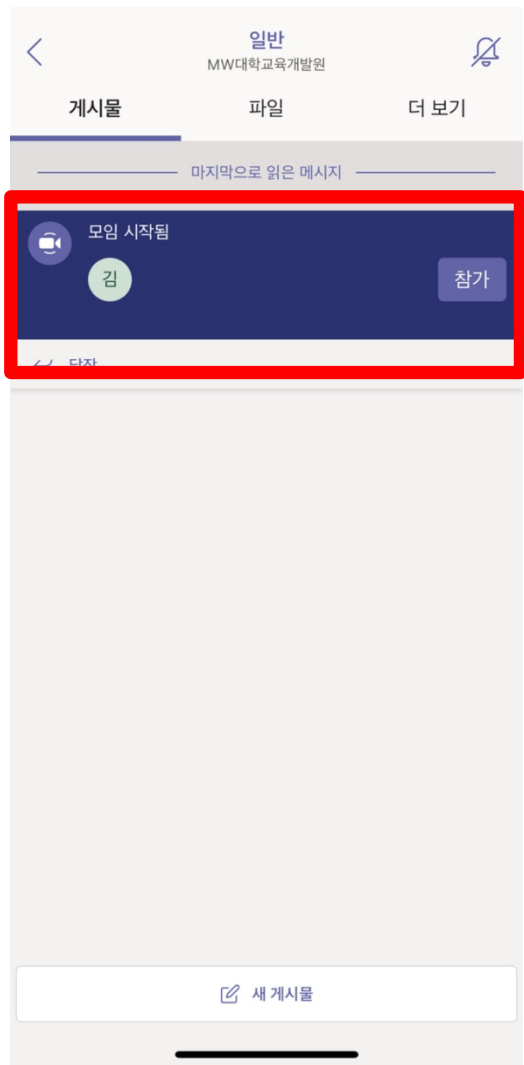 일반
MW대학교육개발원
게시물 파일 더 보기
마지막으로 읽은 메시지
모임 시작됨
김
참가
새 게시물